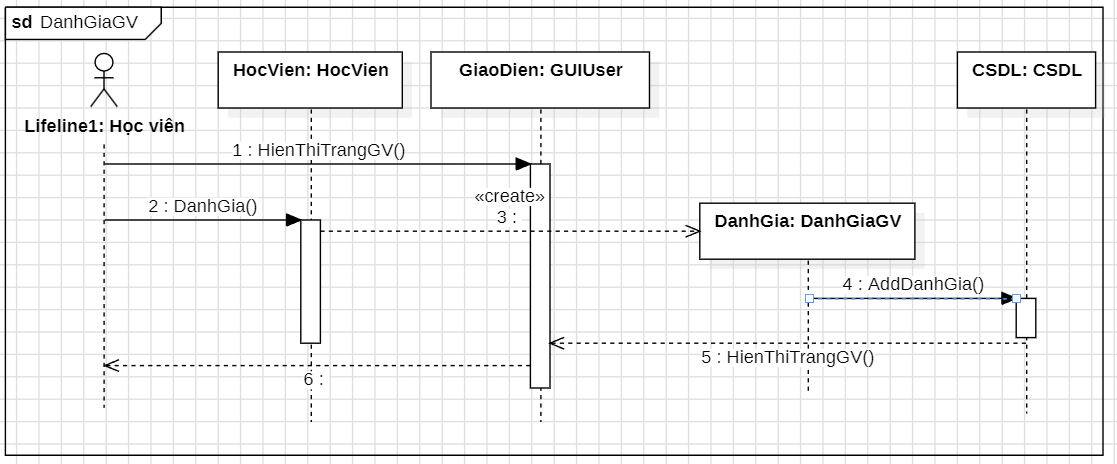 sd DanhGiaGV
HocVien: HocVien
GiaoDien: GUIUser
CSDL: CSDL
Lifeline1: Học viên
1 : HienThiTrangGV()
«create»
3 :
2 : DanhGia()
DanhGia: DanhGiaGV
4 : AddDanhGia()
5 : HienThiTrangGV()
6 :